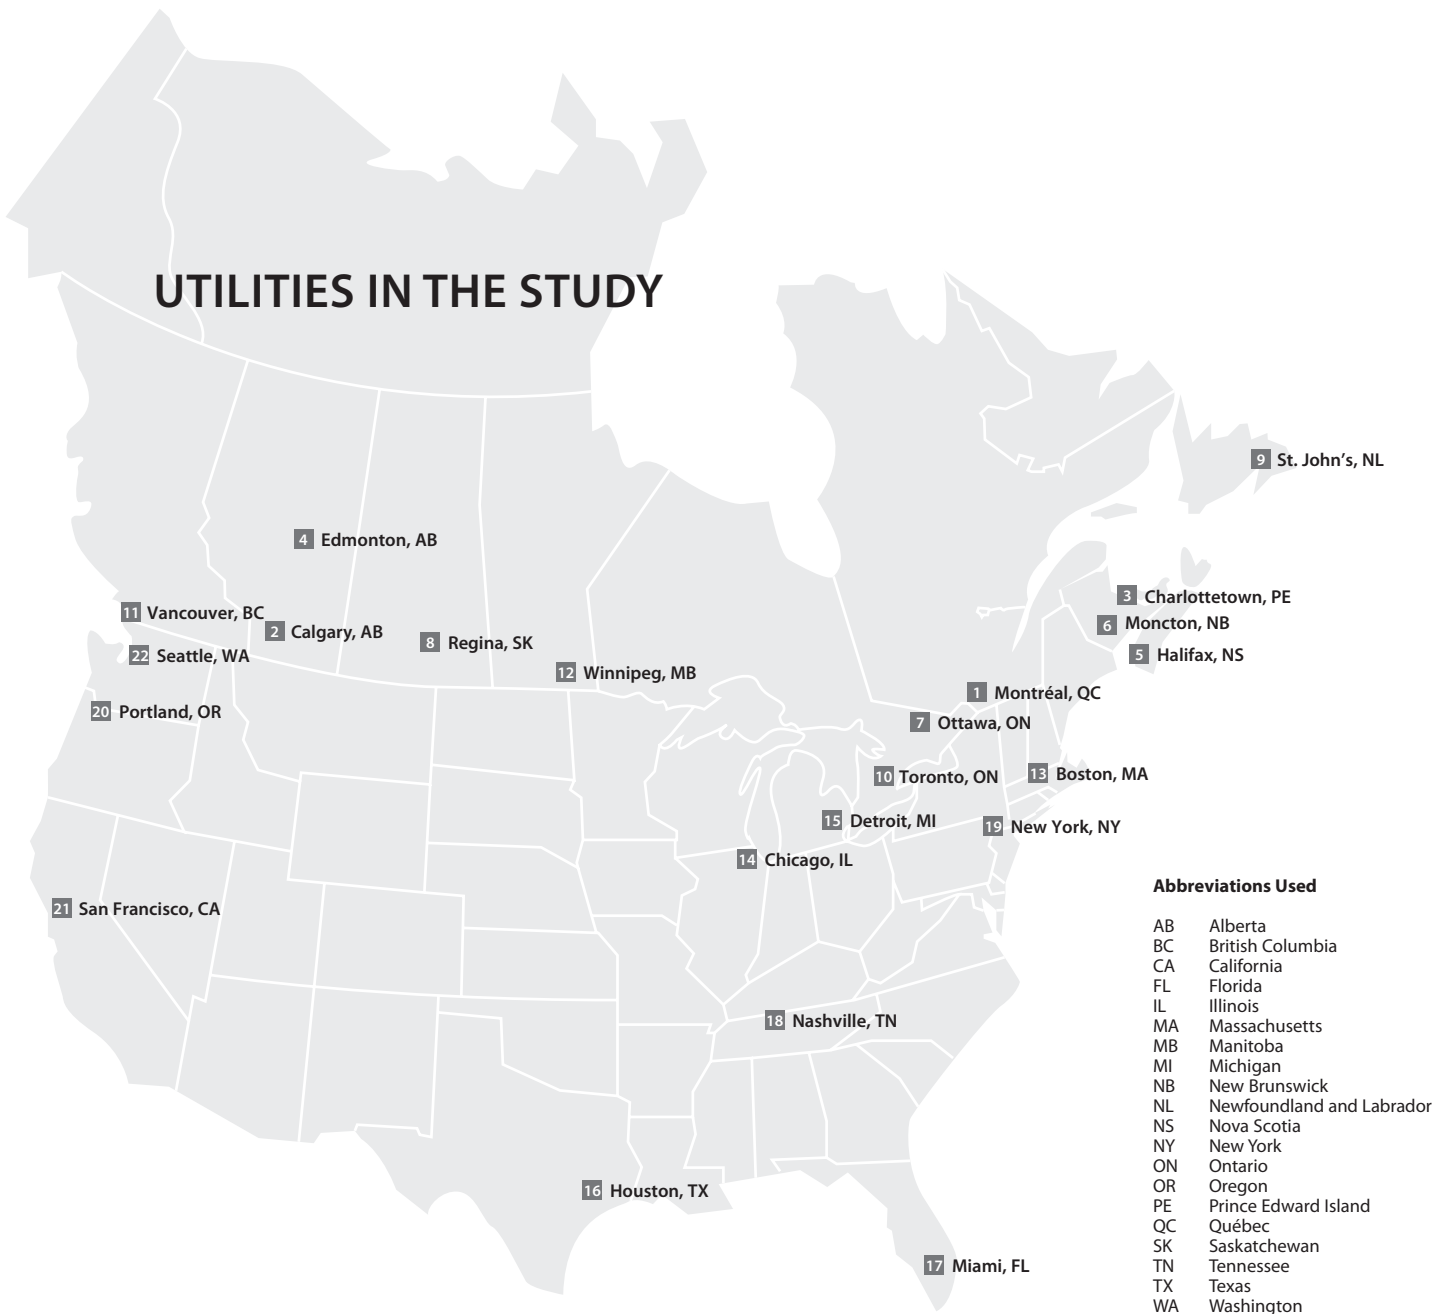 UTILITIES IN THE STUDY
9 St. John’s, NL
4 Edmonton, AB
3 Charlottetown, PE
11 Vancouver, BC
6 Moncton, NB
2 Calgary, AB
8 Regina, SK
22 Seattle, WA
5 Halifax, NS
12 Winnipeg, MB
1 Montréal, QC
20 Portland, OR
7 Ottawa, ON
10 Toronto, ON
13 Boston, MA
15 Detroit, MI
19 New York, NY
14 Chicago, IL
21 San Francisco, CA
18 Nashville, TN
16 Houston, TX
17 Miami, FL
Abbreviations Used
AB Alberta
BC British Columbia
CA California
FL Florida
IL Illinois
MA Massachusetts
MB Manitoba
MI Michigan
NB New Brunswick
NL Newfoundland and Labrador
NS Nova Scotia
NY New York
ON Ontario
OR Oregon
PE Prince Edward Island
QC Québec
SK Saskatchewan
TN Tennessee
TX Texas
WA Washington